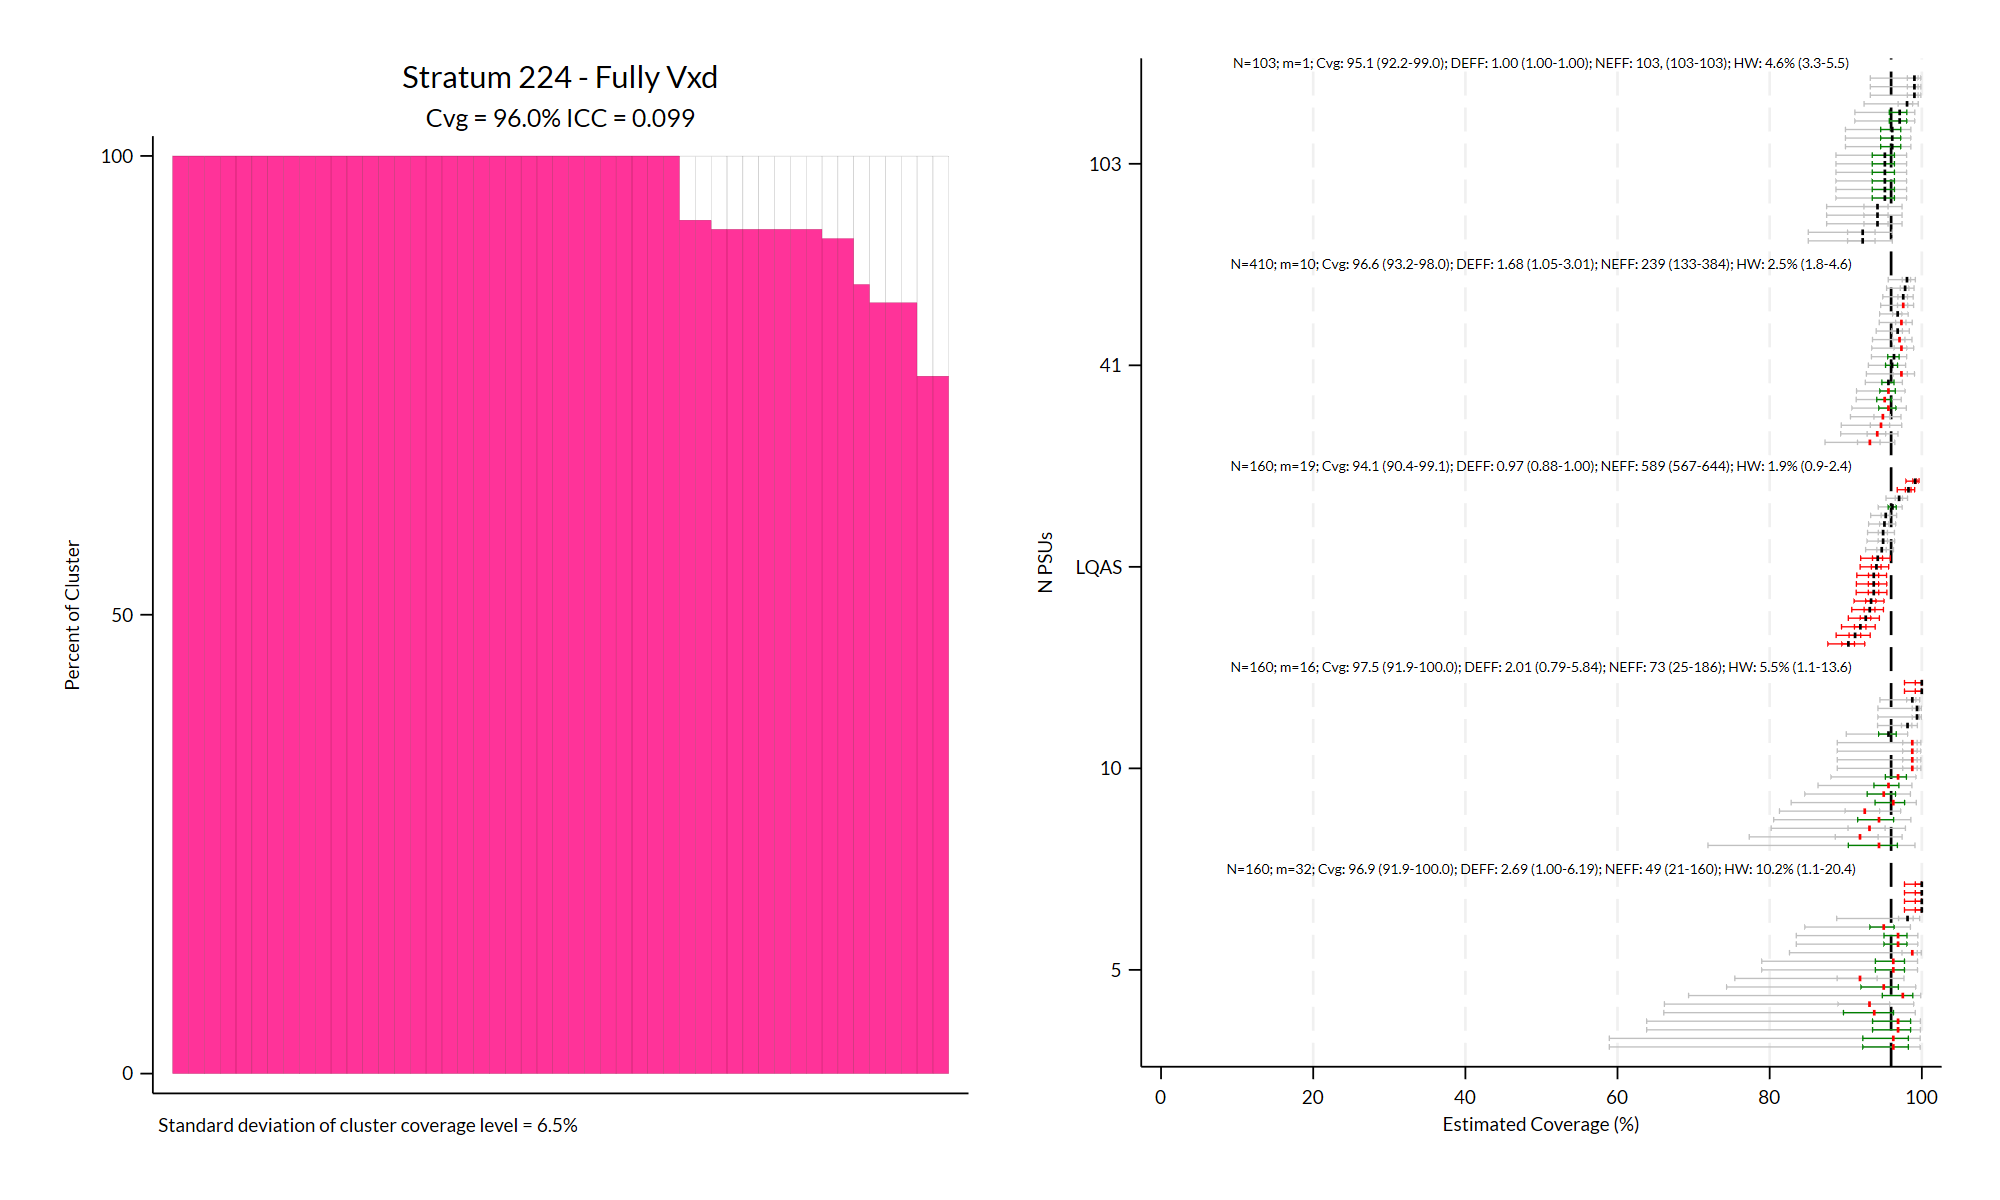 Stratum 224 - Fully Vxd
Cvg = 96.0% ICC = 0.099
Percent of Cluster
100
50
0
Standard deviation of cluster coverage level = 6.5%
N PSUs
N=103; m=1; Cvg: 95.1 (92.2-99.0); DEFF: 1.00 (1.00-1.00); NEFF: 103, (103-103); HW: 4.6% (3.3-5.5)
103
N=410; m=10; Cvg: 96.6 (93.2-98.0); DEFF: 1.68 (1.05-3.01); NEFF: 239 (133-384); HW: 2.5% (1.8-4.6)
41
N=160; m=19; Cvg: 94.1 (90.4-99.1); DEFF: 0.97 (0.88-1.00); NEFF: 589 (567-644); HW: 1.9% (0.9-2.4)
LQAS
N=160; m=16; Cvg: 97.5 (91.9-100.0); DEFF: 2.01 (0.79-5.84); NEFF: 73 (25-186); HW: 5.5% (1.1-13.6)
10
N=160; m=32; Cvg: 96.9 (91.9-100.0); DEFF: 2.69 (1.00-6.19); NEFF: 49 (21-160); HW: 10.2% (1.1-20.4)
5
0 20 40 60 80 100
Estimated Coverage (%)